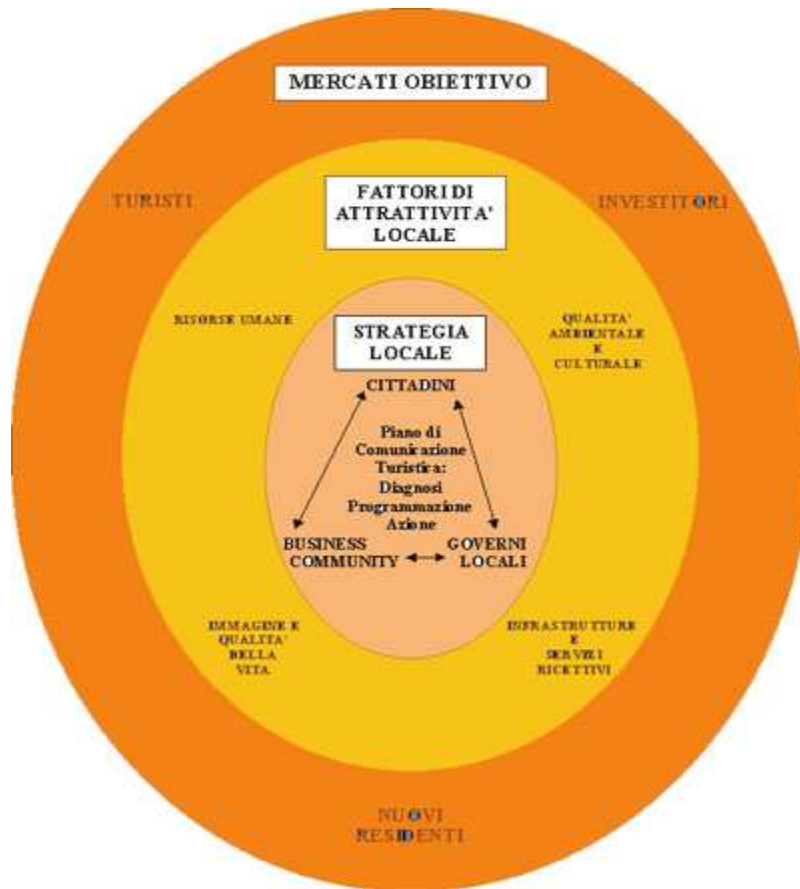 MERCATI OBIETTIVO
TURISTI
INVESTITORI
FATTORI DI
ATTRATTIVITA'
LOCALE
RISORSE UMANE
QUALITA'
AMBIENTALE
E
CULTURALE
STRATEGIA
LOCALE
CITTADINI
Piano di
Comunicazione
Turistica:
Diagnosi
Programmazione
Azione
BUSINESS
COMMUNITY
GOVERNI
LOCALI
IMMAGINE E
QUALITA'
DELLA
VITA
INFRASTRUTTURE
E
SERVIZI
RICETTIVI
NUOVI
RESIDENTI